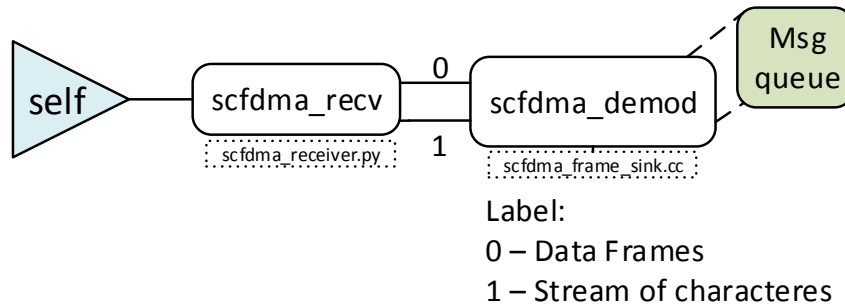 self
scfdma_recv
scfdma_receiver.py
0
1
scfdma_demod
scfdma_frame_sink.cc
Msg
queue
Label:
0 – Data Frames
1 – Stream of characteres